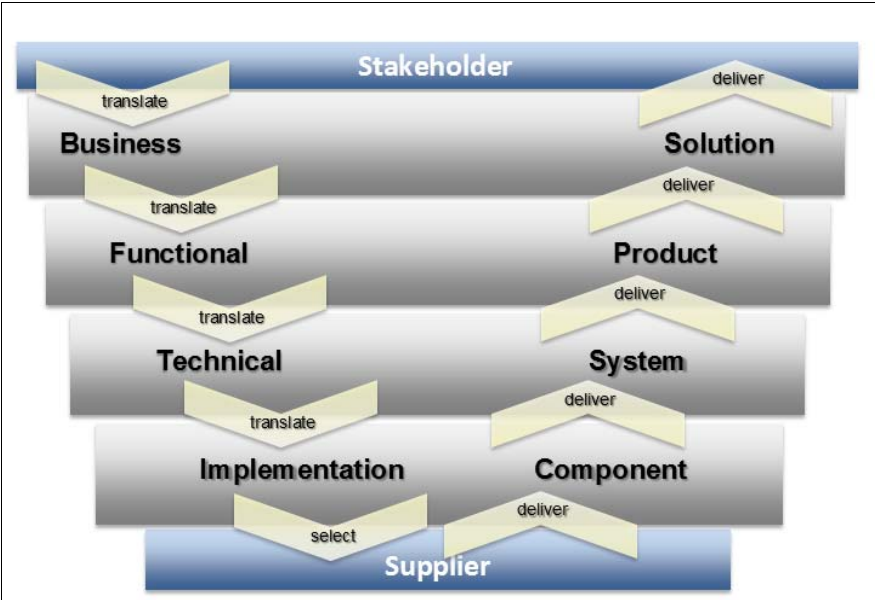 Stakeholder
translate deliver
Business Solution
translate deliver
Functional Product
translate deliver
Technical System
translate deliver
Implementation Component
select deliver
Supplier